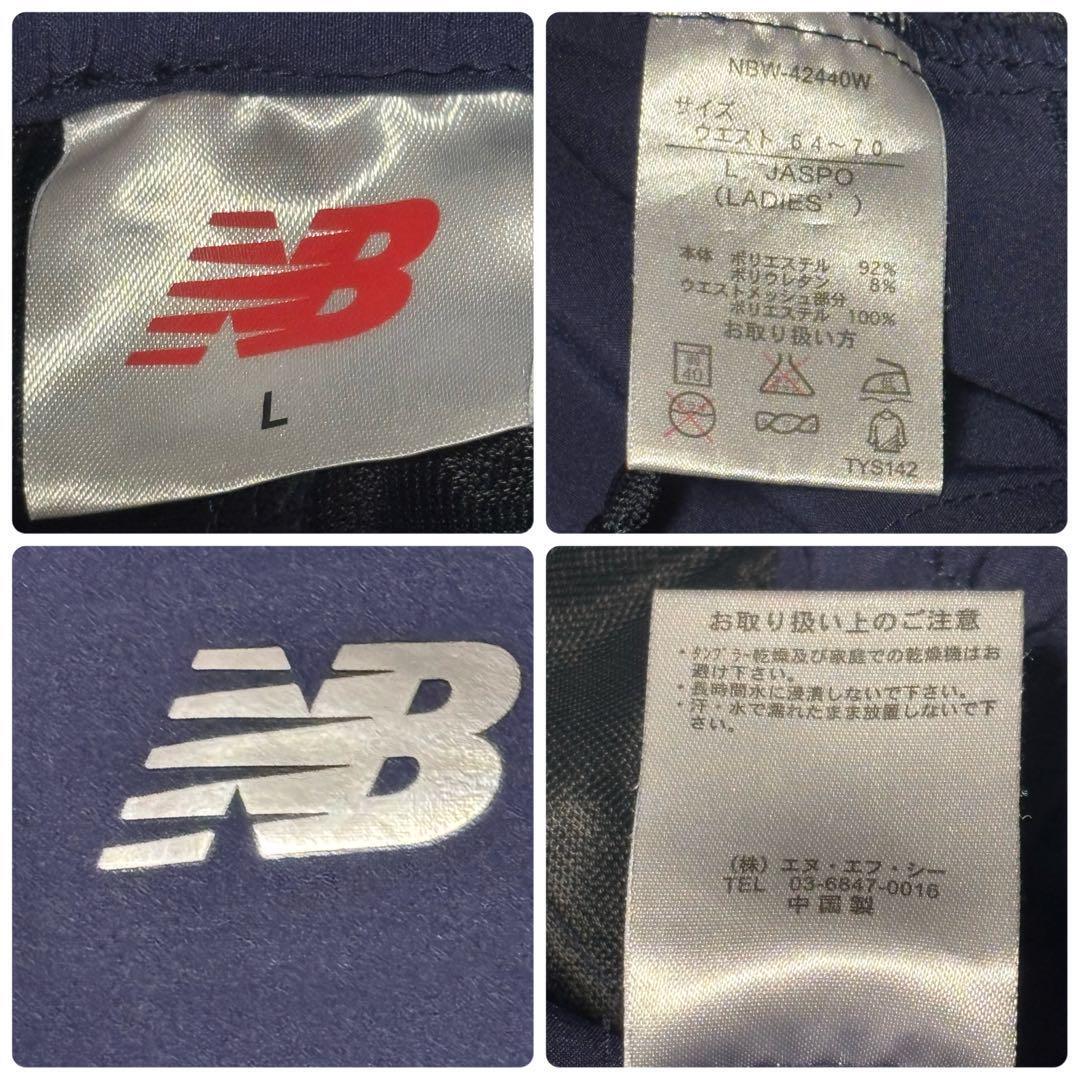 NB
L
NBW-42440W
サイズ
ウエスト 64～70
L JASPO
(LADIES')
本体 ポリエステル 92%
ポリウレタン 8%
ウエストメッシュ部分
ポリエステル 100%
お取り扱い方
40
TYS142
NB
お取り扱い上のご注意
・タンブラー乾燥及び家庭での乾燥機はお
避け下さい。
・長時間水に浸漬しないで下さい。
・汗・水で濡れたまま放置しないで下
さい。
(株) エヌ・エフ・シー
TEL 03-6847-0016
中国製